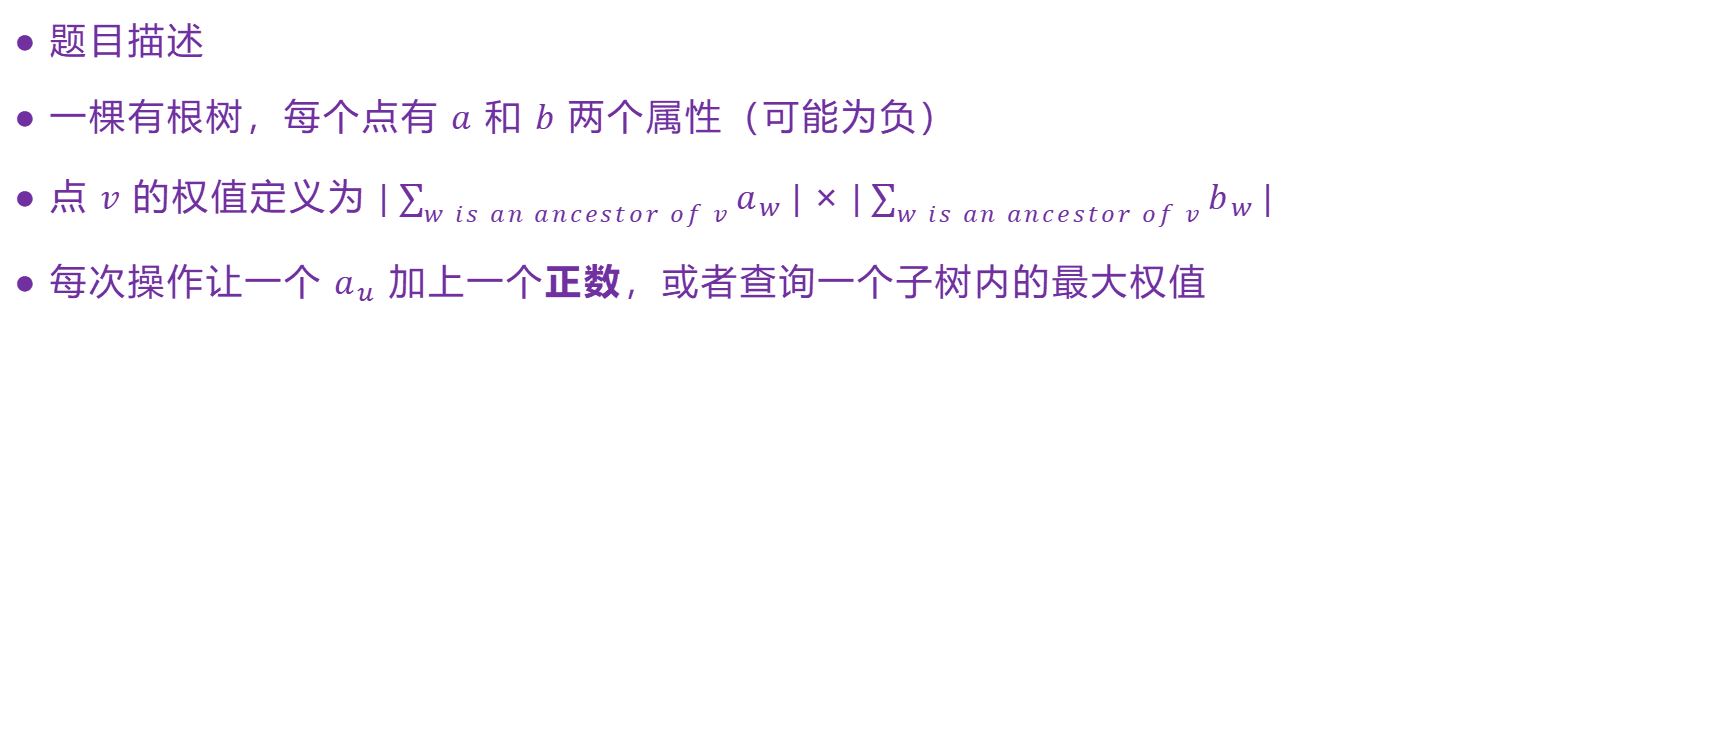 • 题目描述
• 一棵有根树，每个点有 a 和 b 两个属性（可能为负）
• 点 v 的权值定义为 | ∑_{w is an ancestor of v} a_w | × | ∑_{w is an ancestor of v} b_w |
• 每次操作让一个 a_u 加上一个正数，或者查询一个子树内的最大权值